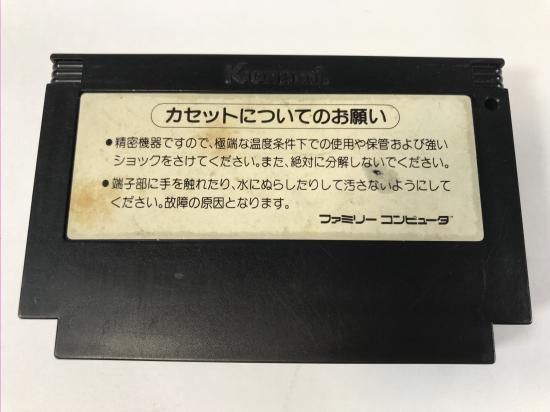 Konami
カセットについてのお願い
●精密機器ですので、極端な温度条件下での使用や保管および強い
ショックをさけてください。また、絶対に分解しないでください。
●端子部に手を触れたり、水にぬらしたりして汚さないようにして
ください。故障の原因となります。
ファミリー コンピュータ™